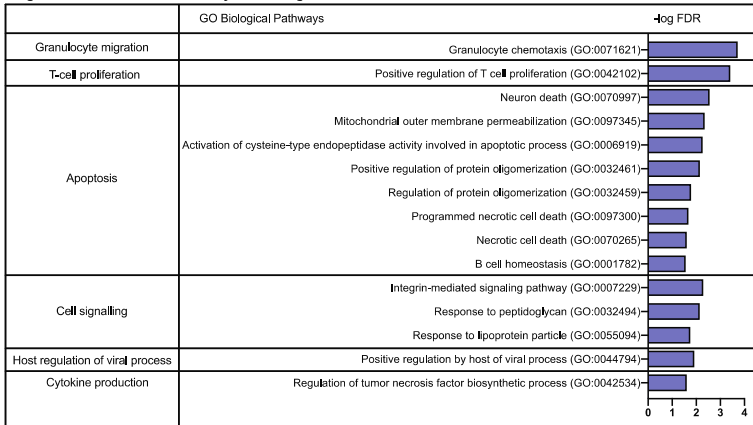 GO Biological Pathways -log FDR
Granulocyte migration Granulocyte chemotaxis (GO:0071621)
T-cell proliferation Positive regulation of T cell proliferation (GO:0042102)
Neuron death (GO:0070997)
Mitochondrial outer membrane permeabilization (GO:0097345)
Activation of cysteine-type endopeptidase activity involved in apoptotic process (GO:0006919)
Positive regulation of protein oligomerization (GO:0032461)
Apoptosis
Regulation of protein oligomerization (GO:0032459)
Programmed necrotic cell death (GO:0097300)
Necrotic cell death (GO:0070265)
B cell homeostasis (GO:0001782)
Integrin-mediated signaling pathway (GO:0007229)
Cell signalling Response to peptidoglycan (GO:0032494)
Response to lipoprotein particle (GO:0055094)
Host regulation of viral process Positive regulation by host of viral process (GO:0044794)
Cytokine production Regulation of tumor necrosis factor biosynthetic process (GO:0042534)
0 1 2 3 4